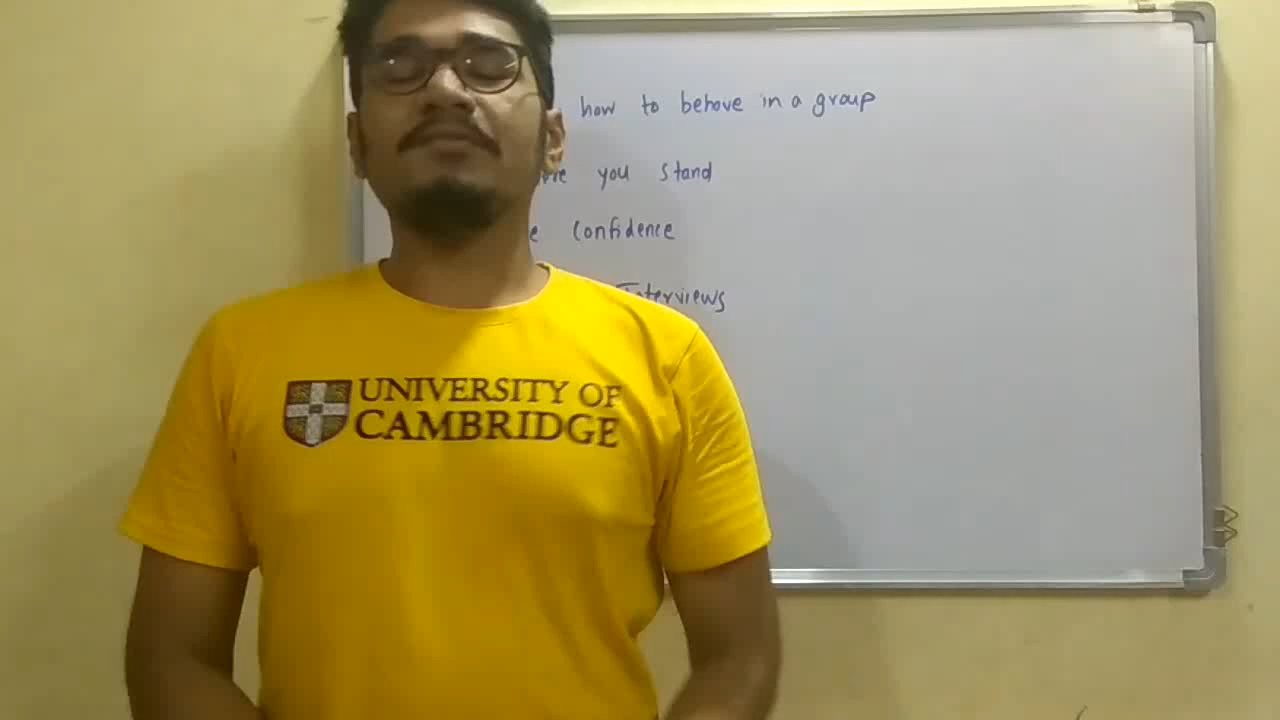 how to behave in a group
you stand
confidence
Interviews
UNIVERSITY OF
CAMBRIDGE